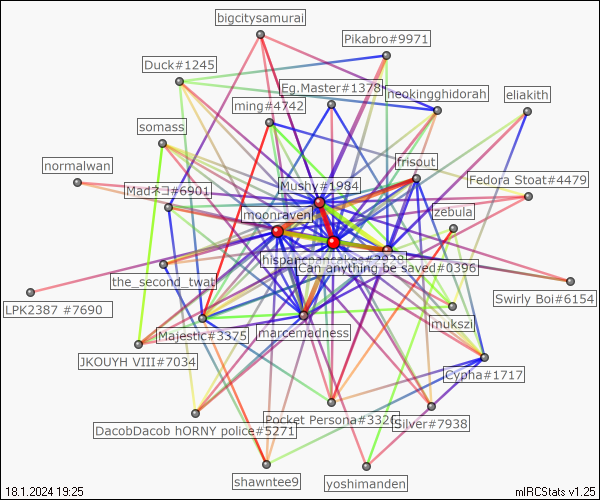 bigcitysamurai
Pikabro#9971
Duck#1245
Eg.Master#1378
neokingghidorah
eliakith
ming#4742
somass
frisout
normalwan
Mushy#1984
Fedora Stoat#4479
Madネコ#6901
moonraven
zebula
hispanepancakes#2928
Can anything be saved#0396
the_second_twat
Swirly Boi#6154
LPK2387 #7690
Majestic#3375
marcemadness
mukszi
JKOUYH VIII#7034
Cypha#1717
Pocket Persona#3326
Silver#7938
DacobDacob hORNY police#5271
shawntee9
yoshimanden
18.1.2024 19:25
mIRCStats v1.25